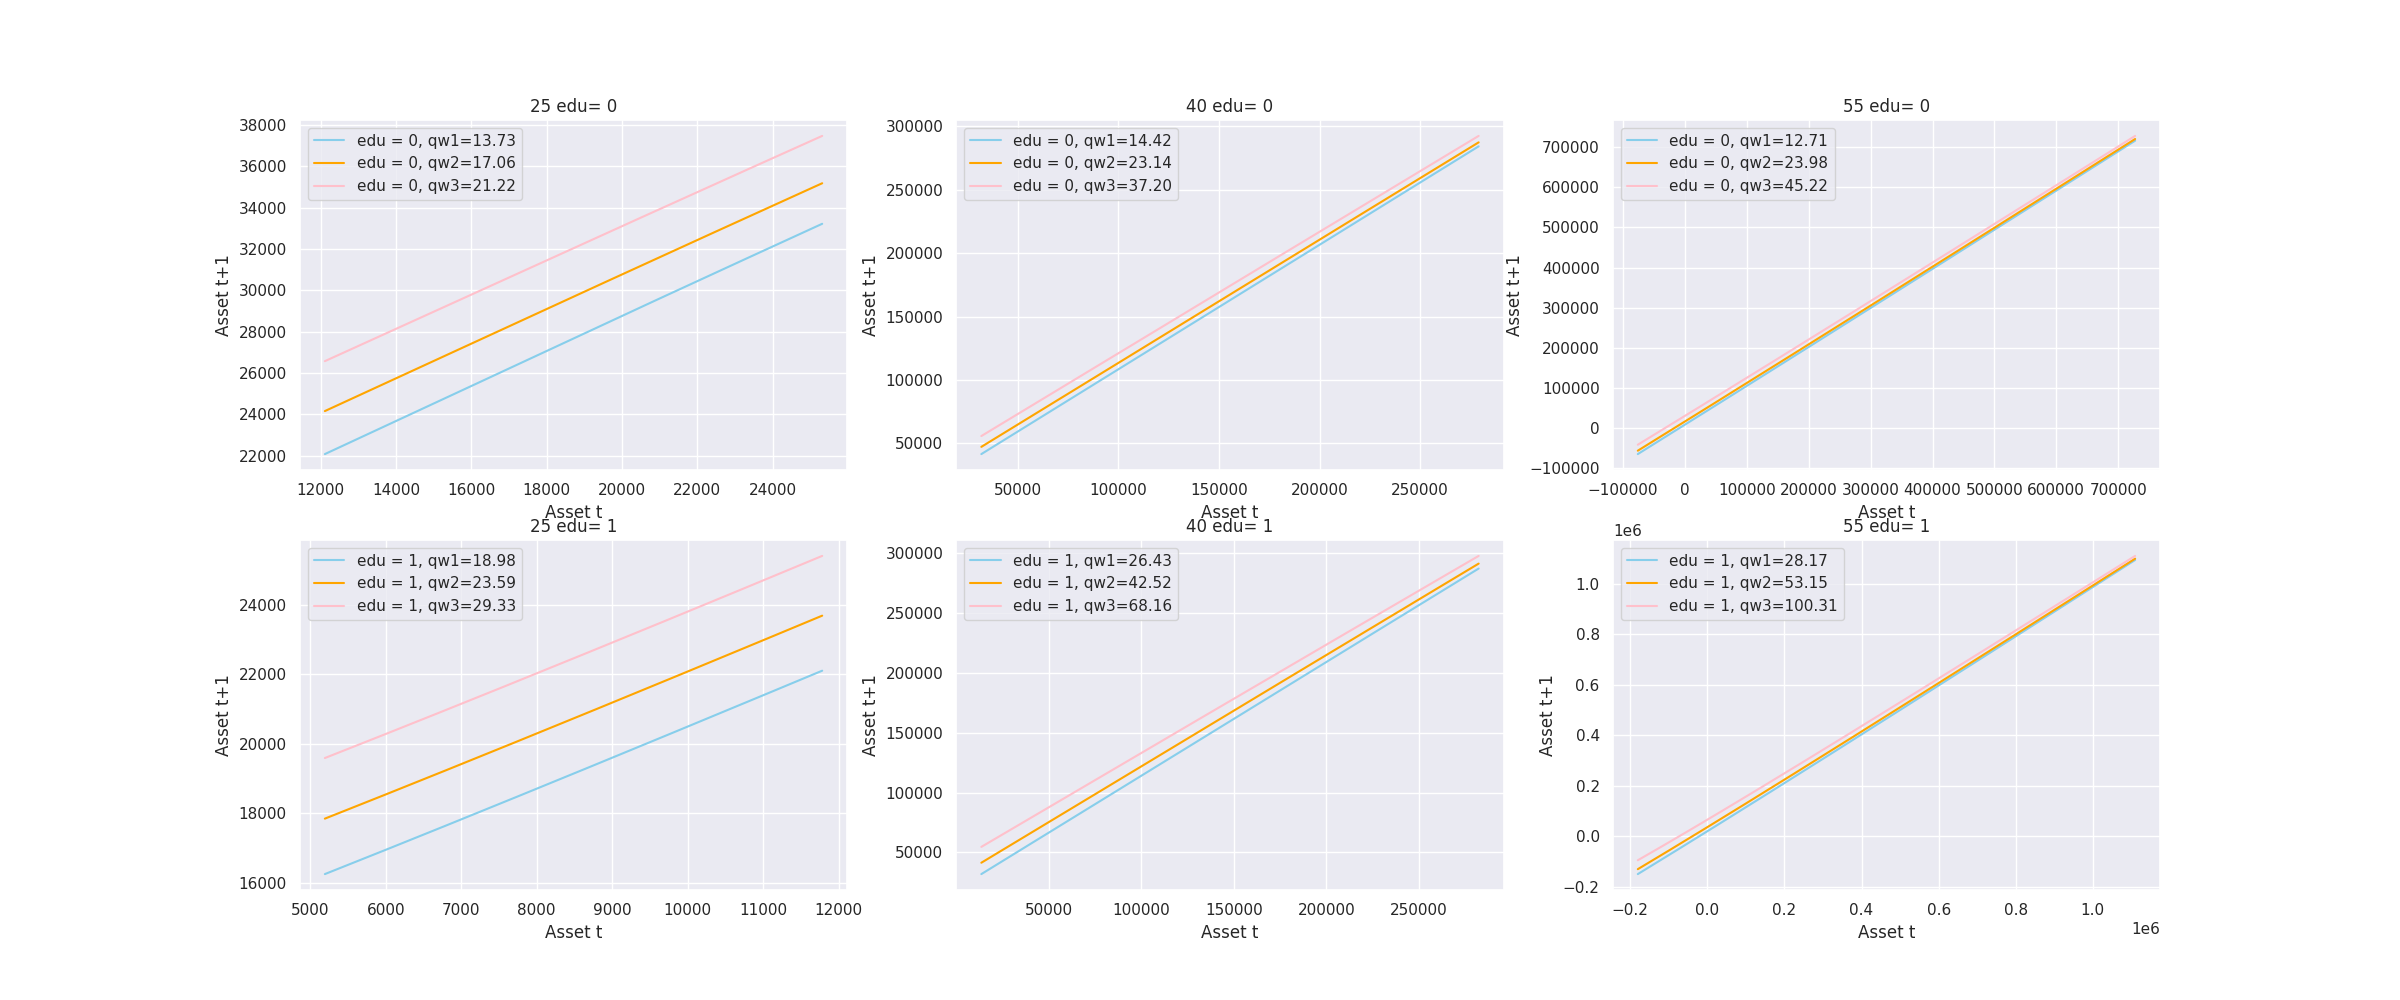 25 edu= 0
edu = 0, qw1=13.73
edu = 0, qw2=17.06
edu = 0, qw3=21.22
38000
36000
34000
32000
30000
28000
26000
24000
22000
Asset t+1
12000 14000 16000 18000 20000 22000 24000
Asset t
40 edu= 0
edu = 0, qw1=14.42
edu = 0, qw2=23.14
edu = 0, qw3=37.20
300000
250000
200000
150000
100000
50000
Asset t+1
50000 100000 150000 200000 250000
Asset t
55 edu= 0
edu = 0, qw1=12.71
edu = 0, qw2=23.98
edu = 0, qw3=45.22
700000
600000
500000
400000
300000
200000
100000
0
−100000
Asset t+1
−100000 0 100000 200000 300000 400000 500000 600000 700000
Asset t
25 edu= 1
edu = 1, qw1=18.98
edu = 1, qw2=23.59
edu = 1, qw3=29.33
24000
22000
20000
18000
16000
Asset t+1
5000 6000 7000 8000 9000 10000 11000 12000
Asset t
40 edu= 1
edu = 1, qw1=26.43
edu = 1, qw2=42.52
edu = 1, qw3=68.16
300000
250000
200000
150000
100000
50000
Asset t+1
50000 100000 150000 200000 250000
Asset t
55 edu= 1
1e6
edu = 1, qw1=28.17
edu = 1, qw2=53.15
edu = 1, qw3=100.31
1.0
0.8
0.6
0.4
0.2
0.0
−0.2
Asset t+1
−0.2 0.0 0.2 0.4 0.6 0.8 1.0
1e6
Asset t